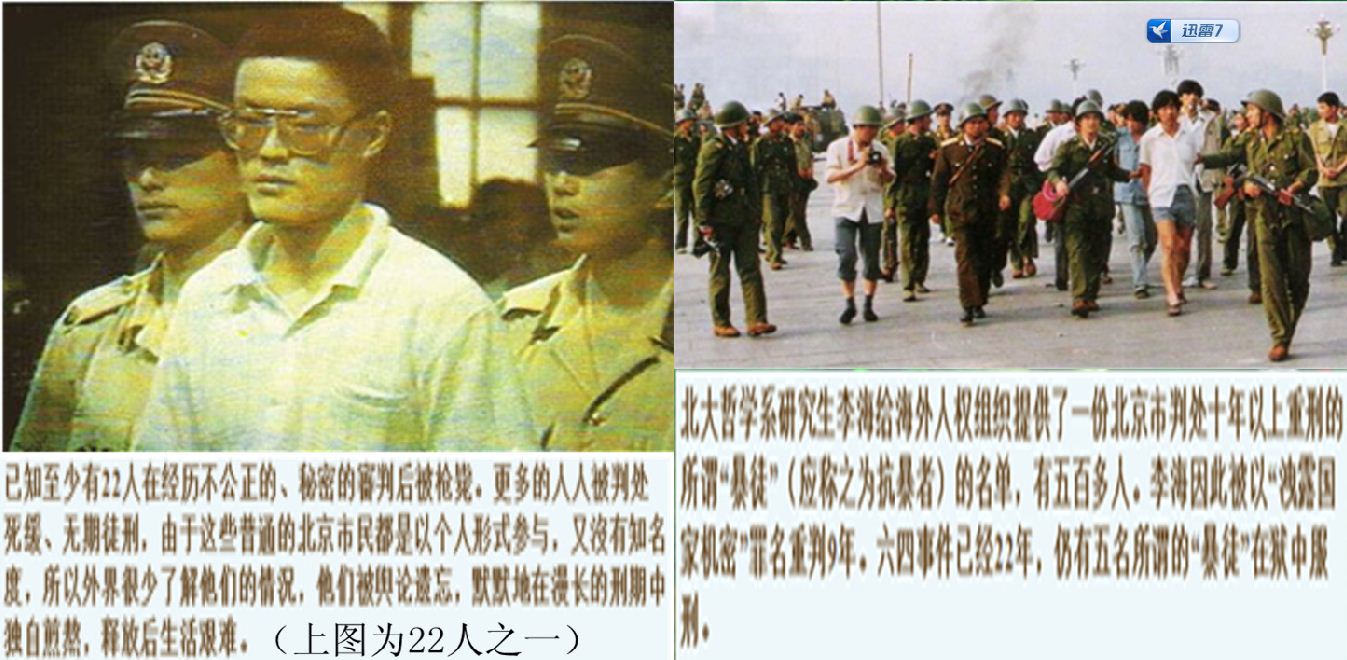 迅雷7
已知至少有22人在经历不公正的、秘密的審判后被枪毙。更多的人人被判处
死缓、无期徒刑，由于这些普通的北京市民都是以个人形式参与，又沒有知名
度，所以外界很少了解他们的情况，他们被舆论遗忘，默默地在漫长的刑期中
独自煎熬，释放后生活艰难。（上图为22人之一）
北大哲学系研究生李海给海外人权组织提供了一份北京市判处十年以上重刑的
所谓“暴徒”（应称之为抗暴者）的名单，有五百多人。李海因此被以“洩露国
家机密”罪名重判9年。六四事件已经22年，仍有五名所谓的“暴徒”在狱中服
刑。